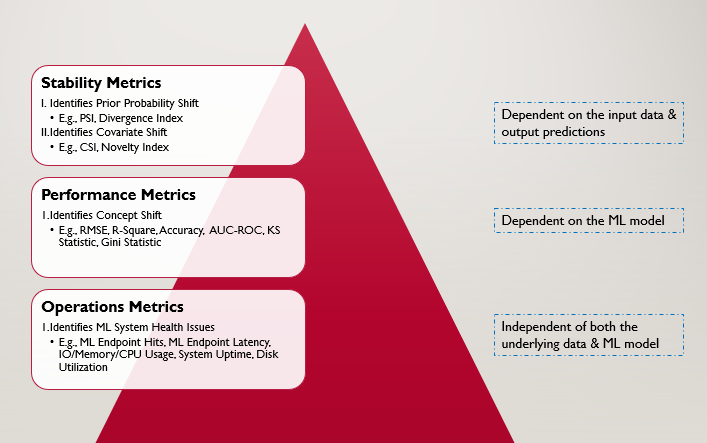 Stability Metrics
I. Identifies Prior Probability Shift
• E.g., PSI, Divergence Index
II.Identifies Covariate Shift
• E.g., CSI, Novelty Index
Dependent on the input data &
output predictions
Performance Metrics
1.Identifies Concept Shift
• E.g., RMSE, R-Square, Accuracy, AUC-ROC, KS
Statistic, Gini Statistic
Dependent on the ML model
Operations Metrics
1.Identifies ML System Health Issues
• E.g., ML Endpoint Hits, ML Endpoint Latency,
IO/Memory/CPU Usage, System Uptime, Disk
Utilization
Independent of both the
underlying data & ML model